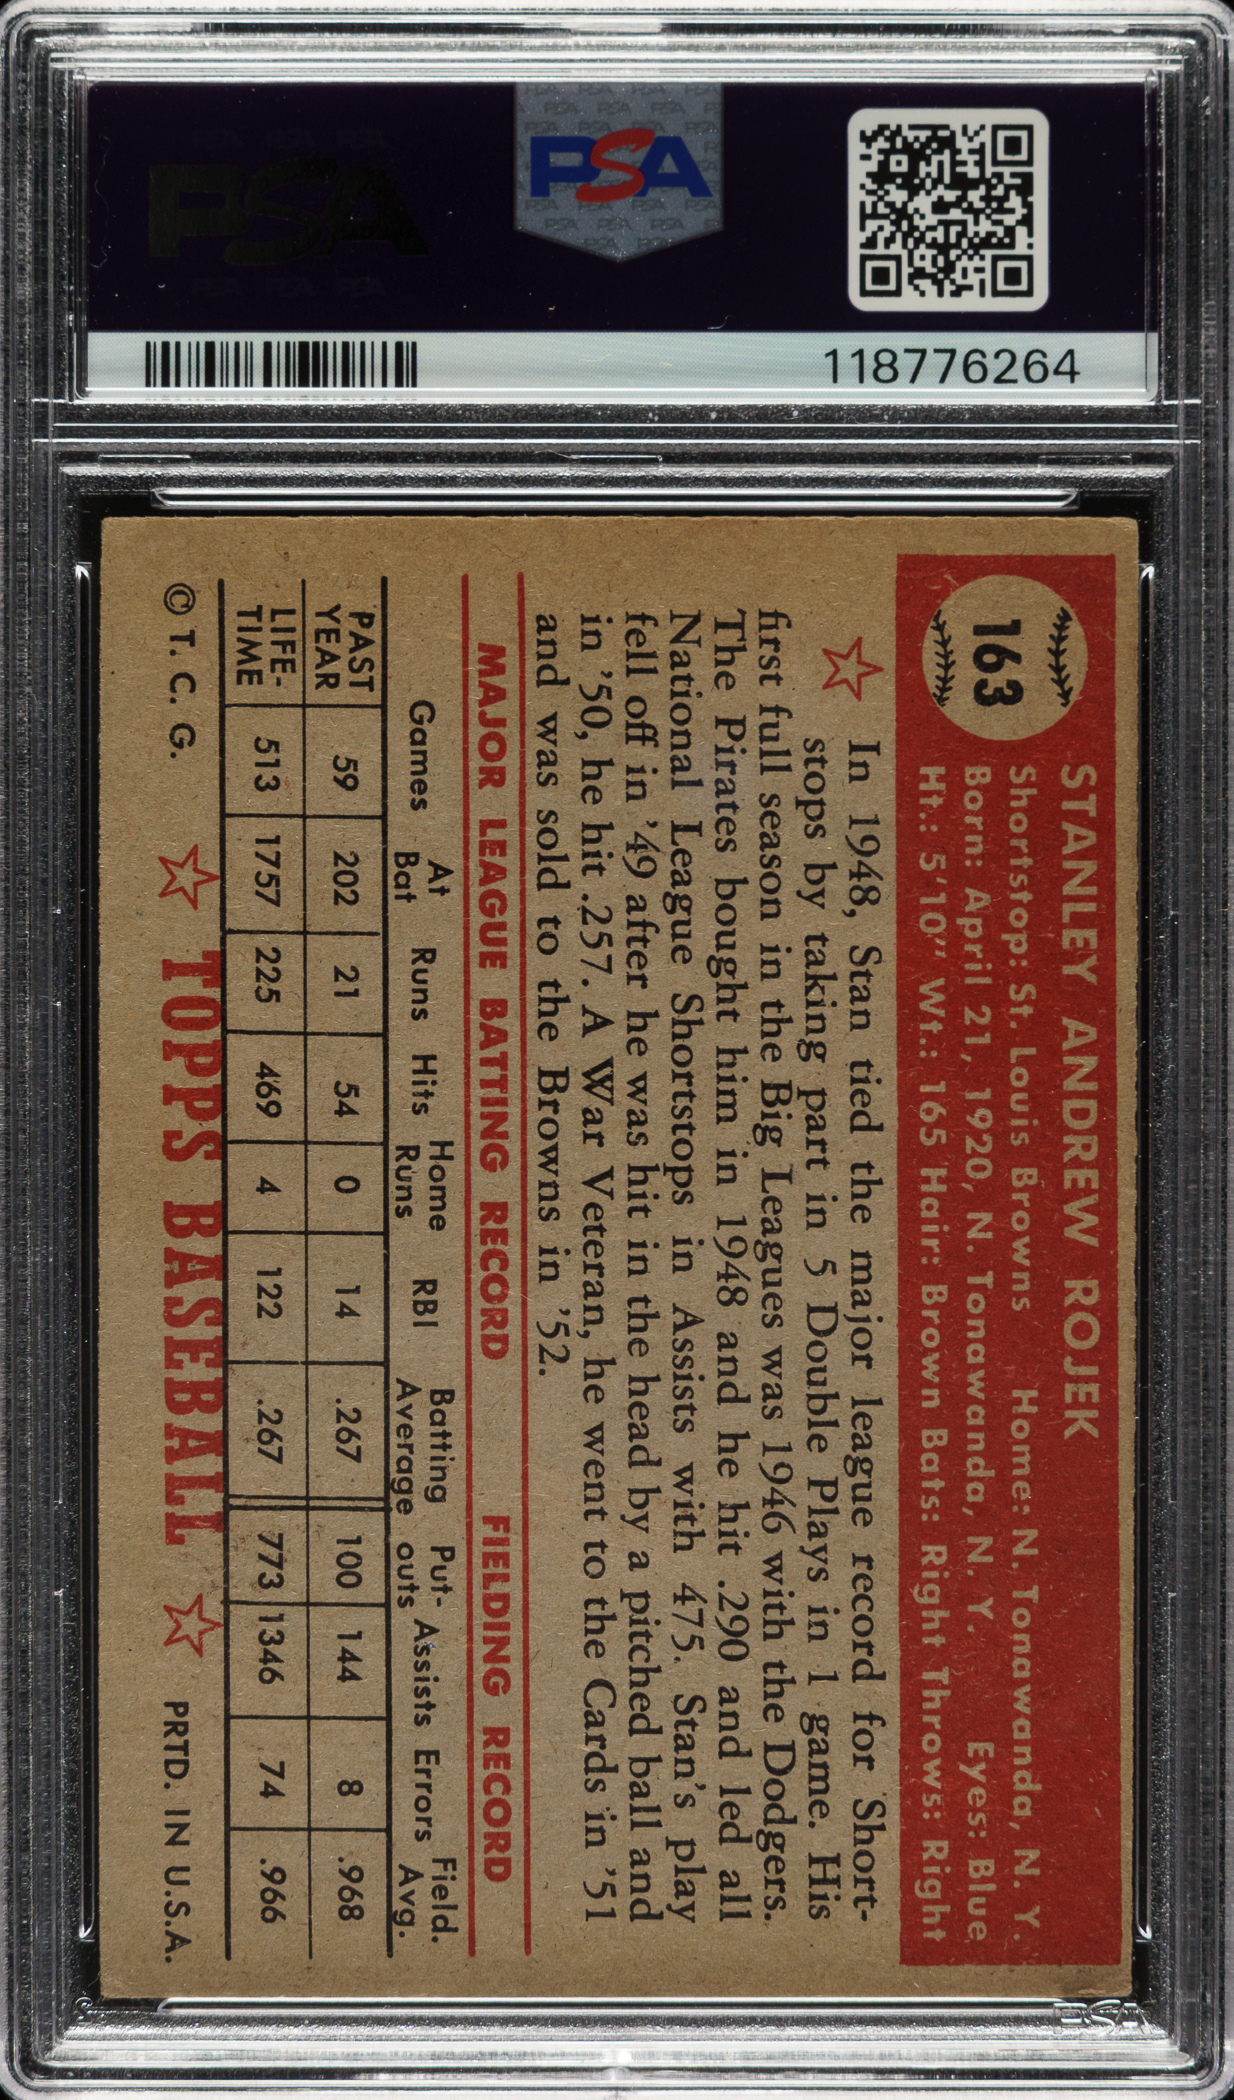 PSA
118776264
163
STANLEY ANDREW ROJEK
Shortstop: St. Louis Browns Home: N. Tonawanda, N. Y.
Born: April 21, 1920, N. Tonawanda, N. Y. Eyes: Blue
Ht.: 5'10" Wt.: 165 Hair: Brown Bats: Right Throws: Right
In 1948, Stan tied the major league record for Short-
stops by taking part in 5 Double Plays in 1 game. His
first full season in the Big Leagues was 1946 with the Dodgers.
The Pirates bought him in 1948 and he hit .290 and led all
National League Shortstops in Assists with 475. Stan's play
fell off in '49 after he was hit in the head by a pitched ball and
in '50, he hit .257. A War Veteran, he went to the Cards in '51
and was sold to the Browns in '52.
MAJOR LEAGUE BATTING RECORD FIELDING RECORD
Games At Bat Runs Hits Home Runs RBI Batting Average Put-outs Assists Errors Field. Avg.
PAST YEAR 59 202 21 54 0 14 .267 100 144 8 .968
LIFE-TIME 513 1757 225 469 4 122 .267 773 1346 74 .966
© T. C. G. TOPPS BASEBALL PRTD. IN U.S.A.
PSA